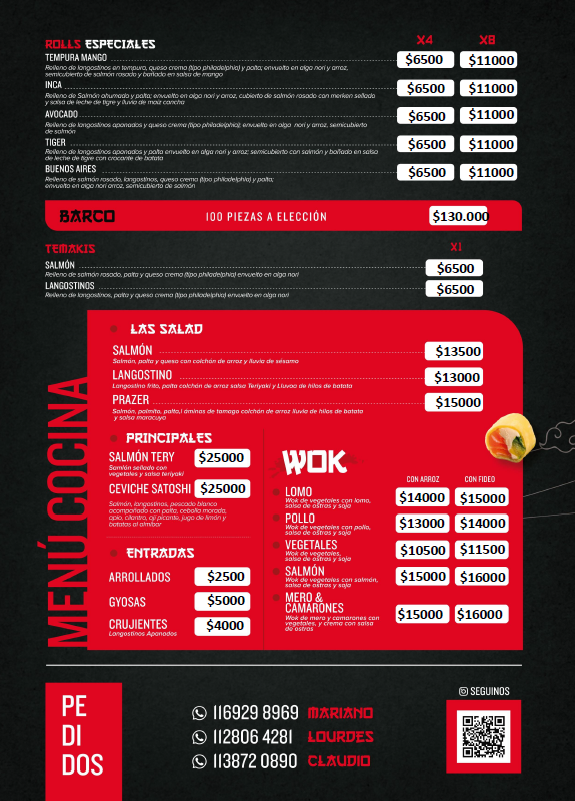 ROLLS ESPECIALES X4 X8
TEMPURA MANGO $6500 $11000
Relleno de langostinos en tempura, queso crema (tipo philadelphia) y palta; envuelto en alga nori y arroz,
semicubierto de salmón rosado y bañado en salsa de mango
INCA $6500 $11000
Relleno de Salmón ahumado y palta; envuelto en alga nori y arroz, cubierto de salmón rosado con merken sellado
y salsa de leche de tigre y lluvia de maiz cancha
AVOCADO $6500 $11000
Relleno de langostinos apanados y queso crema (tipo philadelphia); envuelto en alga nori y arroz, semicubierto
de salmón
TIGER $6500 $11000
Relleno de langostinos apanados y palta envuelto en alga nori y arroz; semicubierto con salmón y bañado en salsa
de leche de tigre con crocante de batata
BUENOS AIRES $6500 $11000
Relleno de salmón rosado, langostinos, queso crema (tipo philadelphia) y palta;
envuelto en alga nori arroz, semicubierto de salmón
BARCO 100 PIEZAS A ELECCIÓN $130.000
TEMAKIS X1
SALMÓN $6500
Relleno de salmón rosado, palta y queso crema (tipo philadelphia) envuelto en alga nori
LANGOSTINOS $6500
Relleno de langostinos, palta y queso crema (tipo philadelphia) envuelto en alga nori
MENÚ COCINA
LAS SALAD
SALMÓN $13500
Salmón, palta y queso con colchón de arroz y lluvia de sésamo
LANGOSTINO $13000
Langostino frito, palta colchón de arroz salsa Teriyaki y Lluvoa de hilos de batata
PRAZER $15000
Salmón, palmito, palta,l áminas de tomago colchón de arroz lluvia de hilos de batata
y salsa maracuya
PRINCIPALES
SALMÓN TERY $25000
Samlón sellado con
vegetales y salsa teriyaki
CEVICHE SATOSHI $25000
Salmón, langostinos, pescado blanco
acompañado con palta, cebolla morada,
apio, cilantro, aji picante, jugo de limón y
batatas al almibar
ENTRADAS
ARROLLADOS $2500
GYOSAS $5000
CRUJIENTES $4000
Langostinos Apanados
WOK
CON ARROZ CON FIDEO
LOMO $14000 $15000
Wok de vegetales con lomo,
salsa de ostras y soja
POLLO $13000 $14000
Wok de vegetales con pollo,
salsa de ostras y soja
VEGETALES $10500 $11500
Wok de vegetales,
salsa de ostras y soja
SALMÓN $15000 $16000
Wok de vegetales con salmón,
salsa de ostras y soja
MERO &
CAMARONES $15000 $16000
Wok de mero y camarones con
vegetales, y crema con salsa
de ostras
PE
DI
DOS
116929 8969 MARIANO
112806 4281 LOURDES
113872 0890 CLAUDIO
SEGUINOS